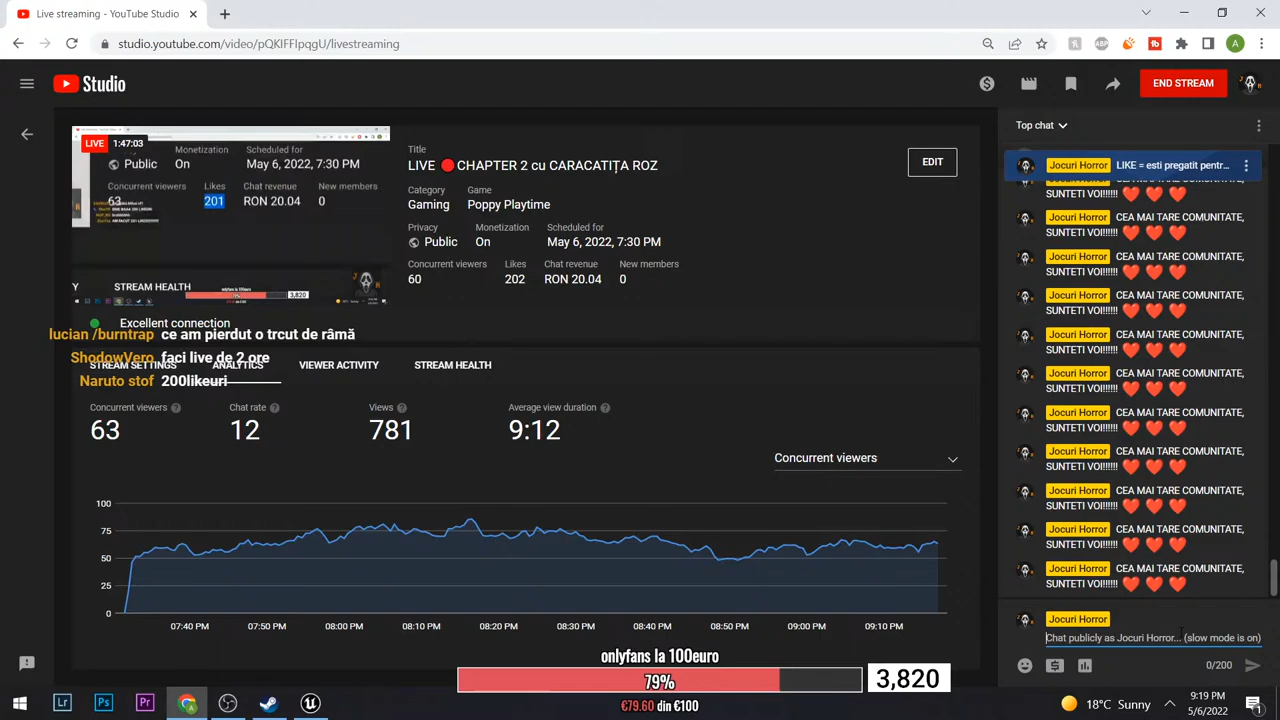 Live streaming - YouTube Studio
studio.youtube.com/video/pQKIFFIpqgU/livestreaming
ABP
A
Studio
END STREAM
Top chat
LIVE 1:47:03
Public On May 6, 2022, 7:30 PM
Monetization Scheduled for
Concurrent viewers Likes Chat revenue New members
63 201 RON 20.04 0
STREAM HEALTH
3,820
Title
LIVE 🔴CHAPTER 2 cu CARACATIȚA ROZ
EDIT
Category Game
Gaming Poppy Playtime
Privacy Monetization Scheduled for
Public On May 6, 2022, 7:30 PM
Concurrent viewers Likes Chat revenue New members
60 202 RON 20.04 0
Excellent connection
lucian /burntrap ce am pierdut o trcut de râmă
ShodowVero faci live de 2 ore
Naruto stof 200likeuri
STREAM SETTINGS ANALYTICS VIEWER ACTIVITY STREAM HEALTH
Concurrent viewers Chat rate Views Average view duration
63 12 781 9:12
Concurrent viewers
100
75
50
25
0
07:40 PM 07:50 PM 08:00 PM 08:10 PM 08:20 PM 08:30 PM 08:40 PM 08:50 PM 09:00 PM 09:10 PM
Jocuri Horror LIKE = esti pregatit pentr...
SUNTETI VOI!!!!!! ❤️ ❤️ ❤️
Jocuri Horror CEA MAI TARE COMUNITATE,
SUNTETI VOI!!!!!! ❤️ ❤️ ❤️
Jocuri Horror CEA MAI TARE COMUNITATE,
SUNTETI VOI!!!!!! ❤️ ❤️ ❤️
Jocuri Horror CEA MAI TARE COMUNITATE,
SUNTETI VOI!!!!!! ❤️ ❤️ ❤️
Jocuri Horror CEA MAI TARE COMUNITATE,
SUNTETI VOI!!!!!! ❤️ ❤️ ❤️
Jocuri Horror CEA MAI TARE COMUNITATE,
SUNTETI VOI!!!!!! ❤️ ❤️ ❤️
Jocuri Horror CEA MAI TARE COMUNITATE,
SUNTETI VOI!!!!!! ❤️ ❤️ ❤️
Jocuri Horror CEA MAI TARE COMUNITATE,
SUNTETI VOI!!!!!! ❤️ ❤️ ❤️
Jocuri Horror CEA MAI TARE COMUNITATE,
SUNTETI VOI!!!!!! ❤️ ❤️ ❤️
Jocuri Horror CEA MAI TARE COMUNITATE,
SUNTETI VOI!!!!!! ❤️ ❤️ ❤️
Jocuri Horror CEA MAI TARE COMUNITATE,
SUNTETI VOI!!!!!! ❤️ ❤️ ❤️
Jocuri Horror
Chat publicly as Jocuri Horror... (slow mode is on)
0/200
onlyfans la 100euro
79%
3,820
€79.60 din €100
Lr Ps Pr
18°C Sunny
9:19 PM
5/6/2022
1